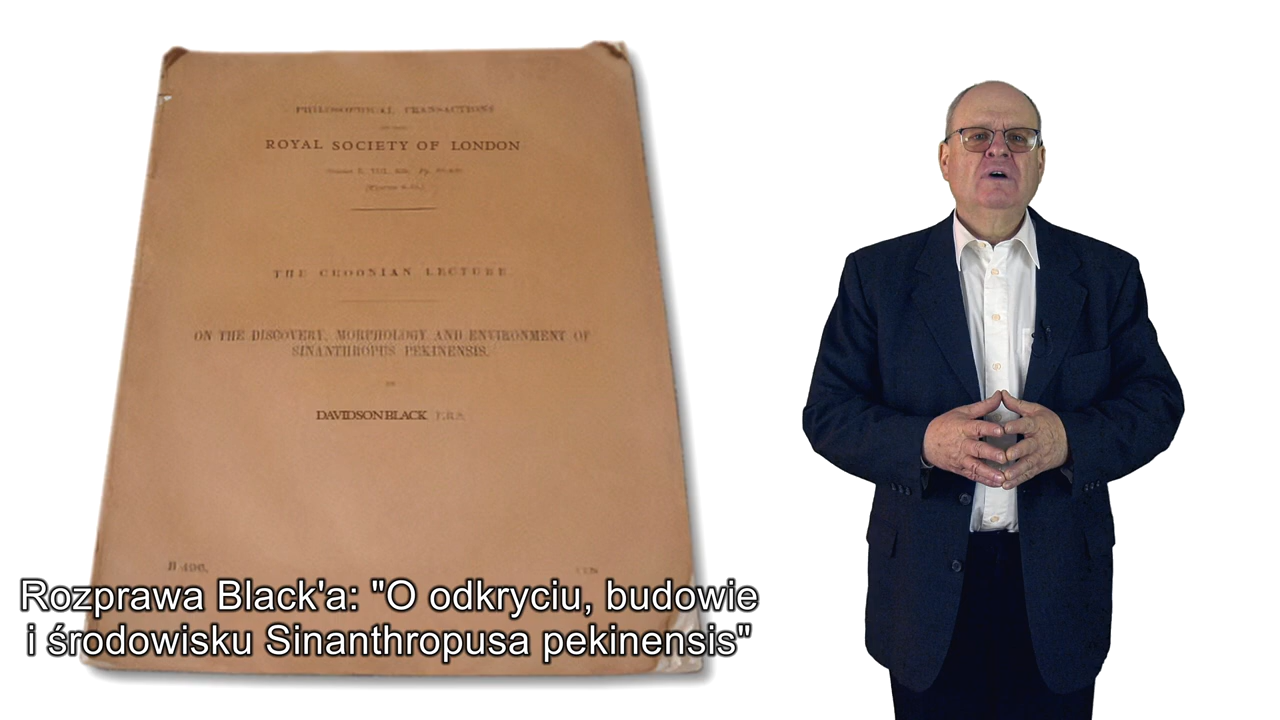 PHILOSOPHICAL TRANSACTIONS
ROYAL SOCIETY OF LONDON
THE CROONIAN LECTURE
ON THE DISCOVERY, MORPHOLOGY AND ENVIRONMENT OF
SINANTHROPUS PEKINENSIS.
DAVIDSON BLACK F.R.S.
B 496.
Rozprawa Black'a: "O odkryciu, budowie
i środowisku Sinanthropusa pekinensis"